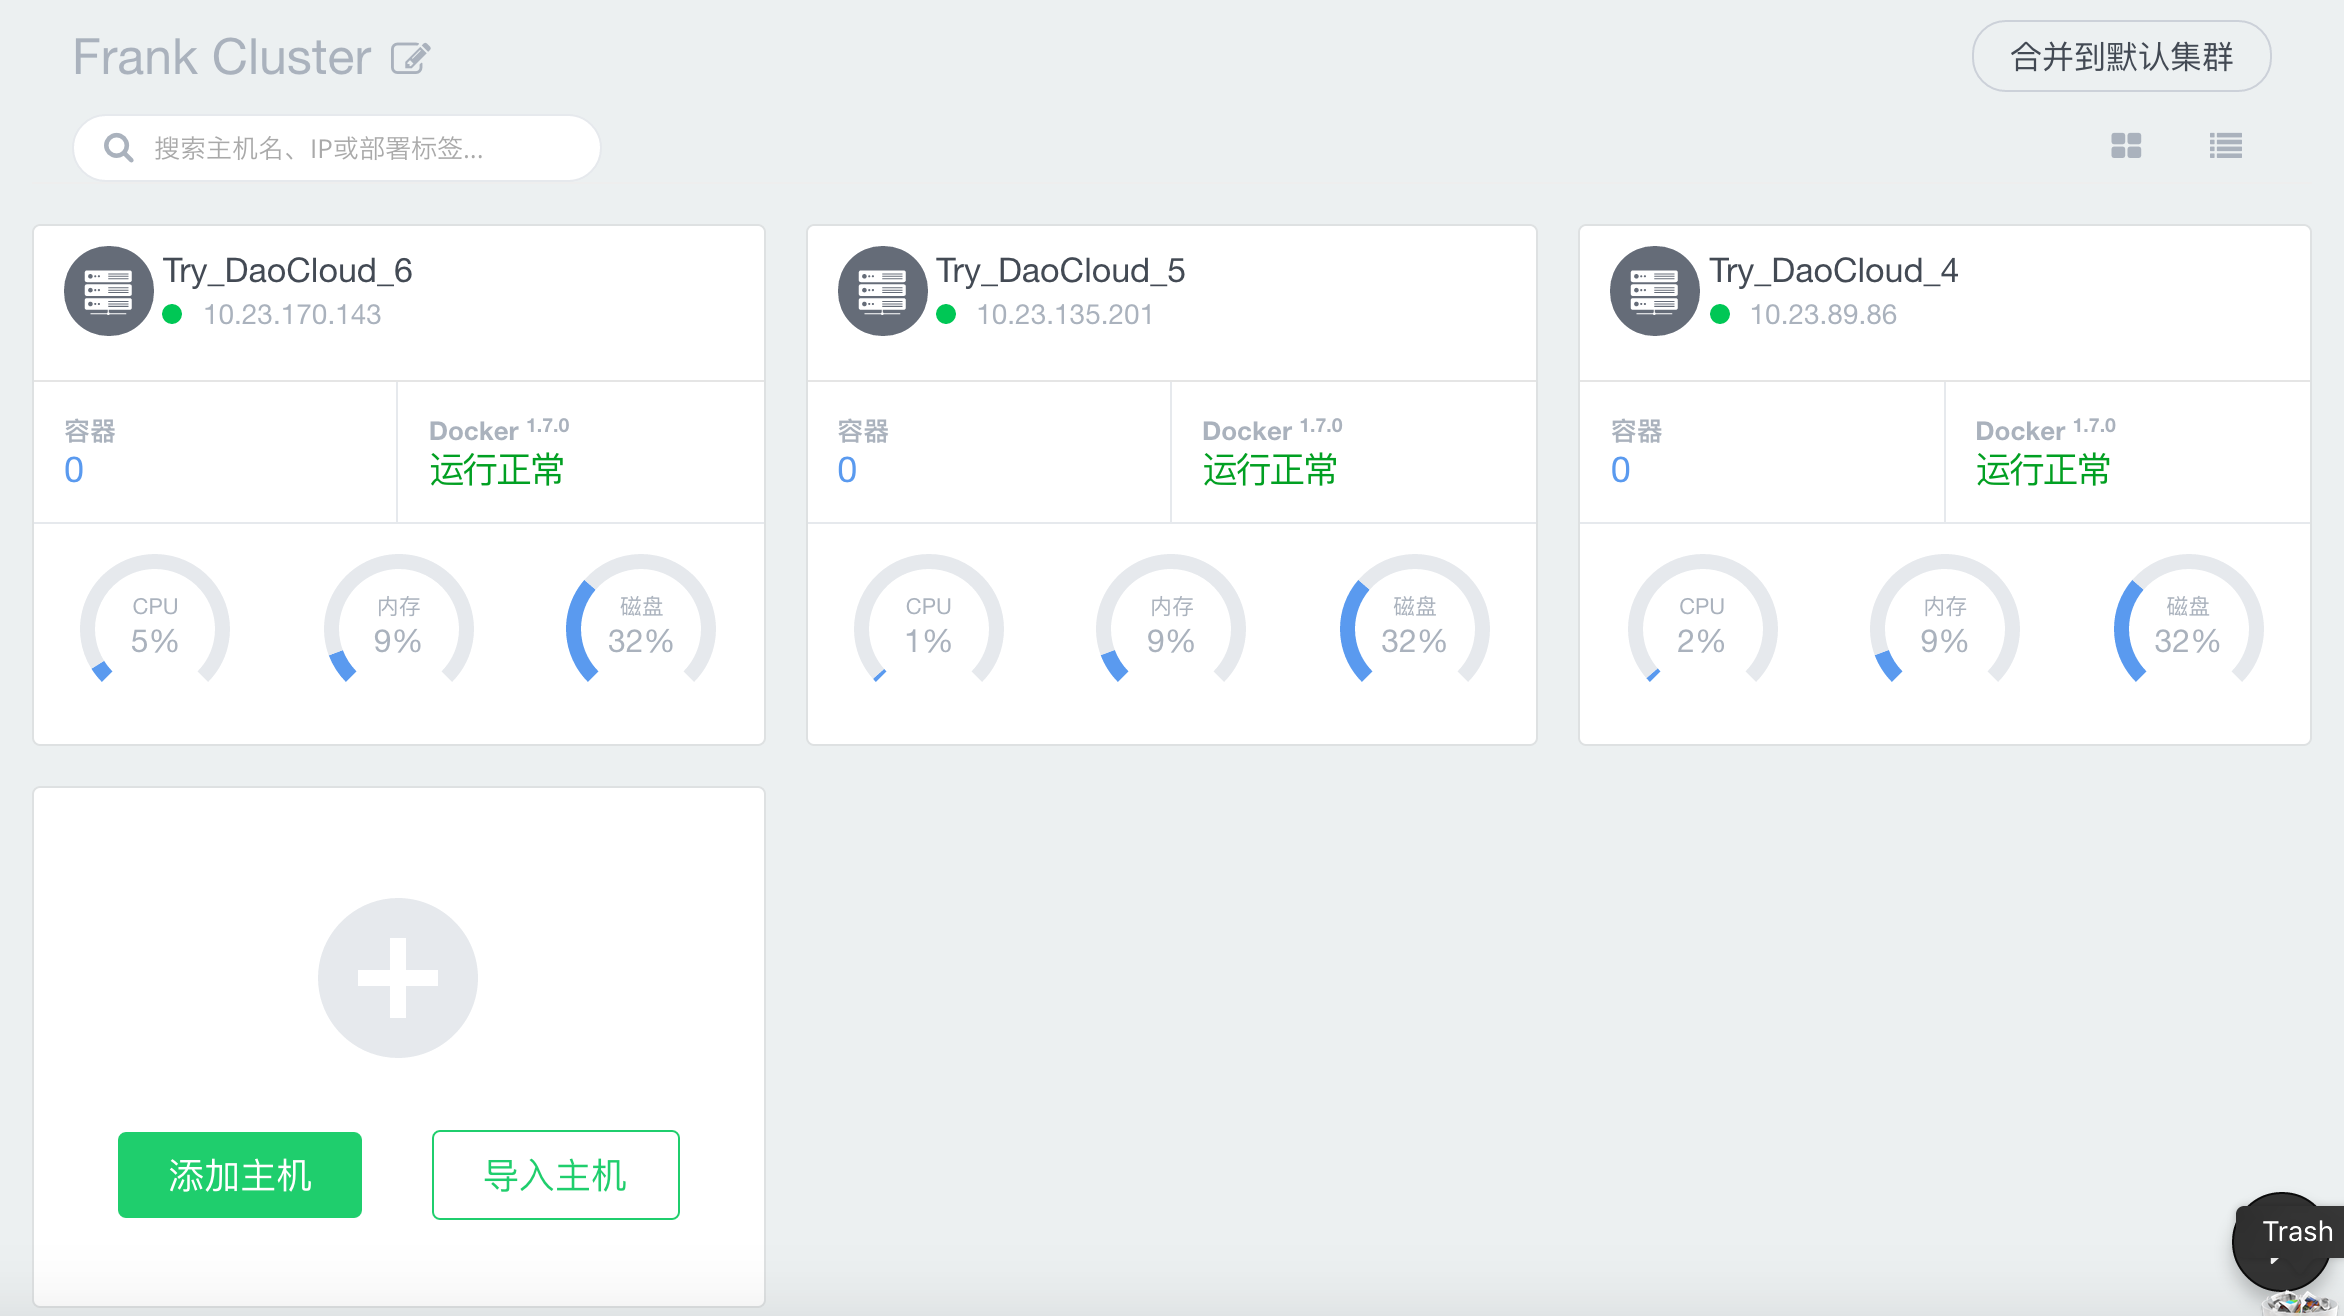 Frank Cluster
合并到默认集群
搜索主机名、IP或部署标签...
Try_DaoCloud_6
10.23.170.143
容器
0
Docker 1.7.0
运行正常
CPU
5%
内存
9%
磁盘
32%
Try_DaoCloud_5
10.23.135.201
容器
0
Docker 1.7.0
运行正常
CPU
1%
内存
9%
磁盘
32%
Try_DaoCloud_4
10.23.89.86
容器
0
Docker 1.7.0
运行正常
CPU
2%
内存
9%
磁盘
32%
添加主机
导入主机
Trash